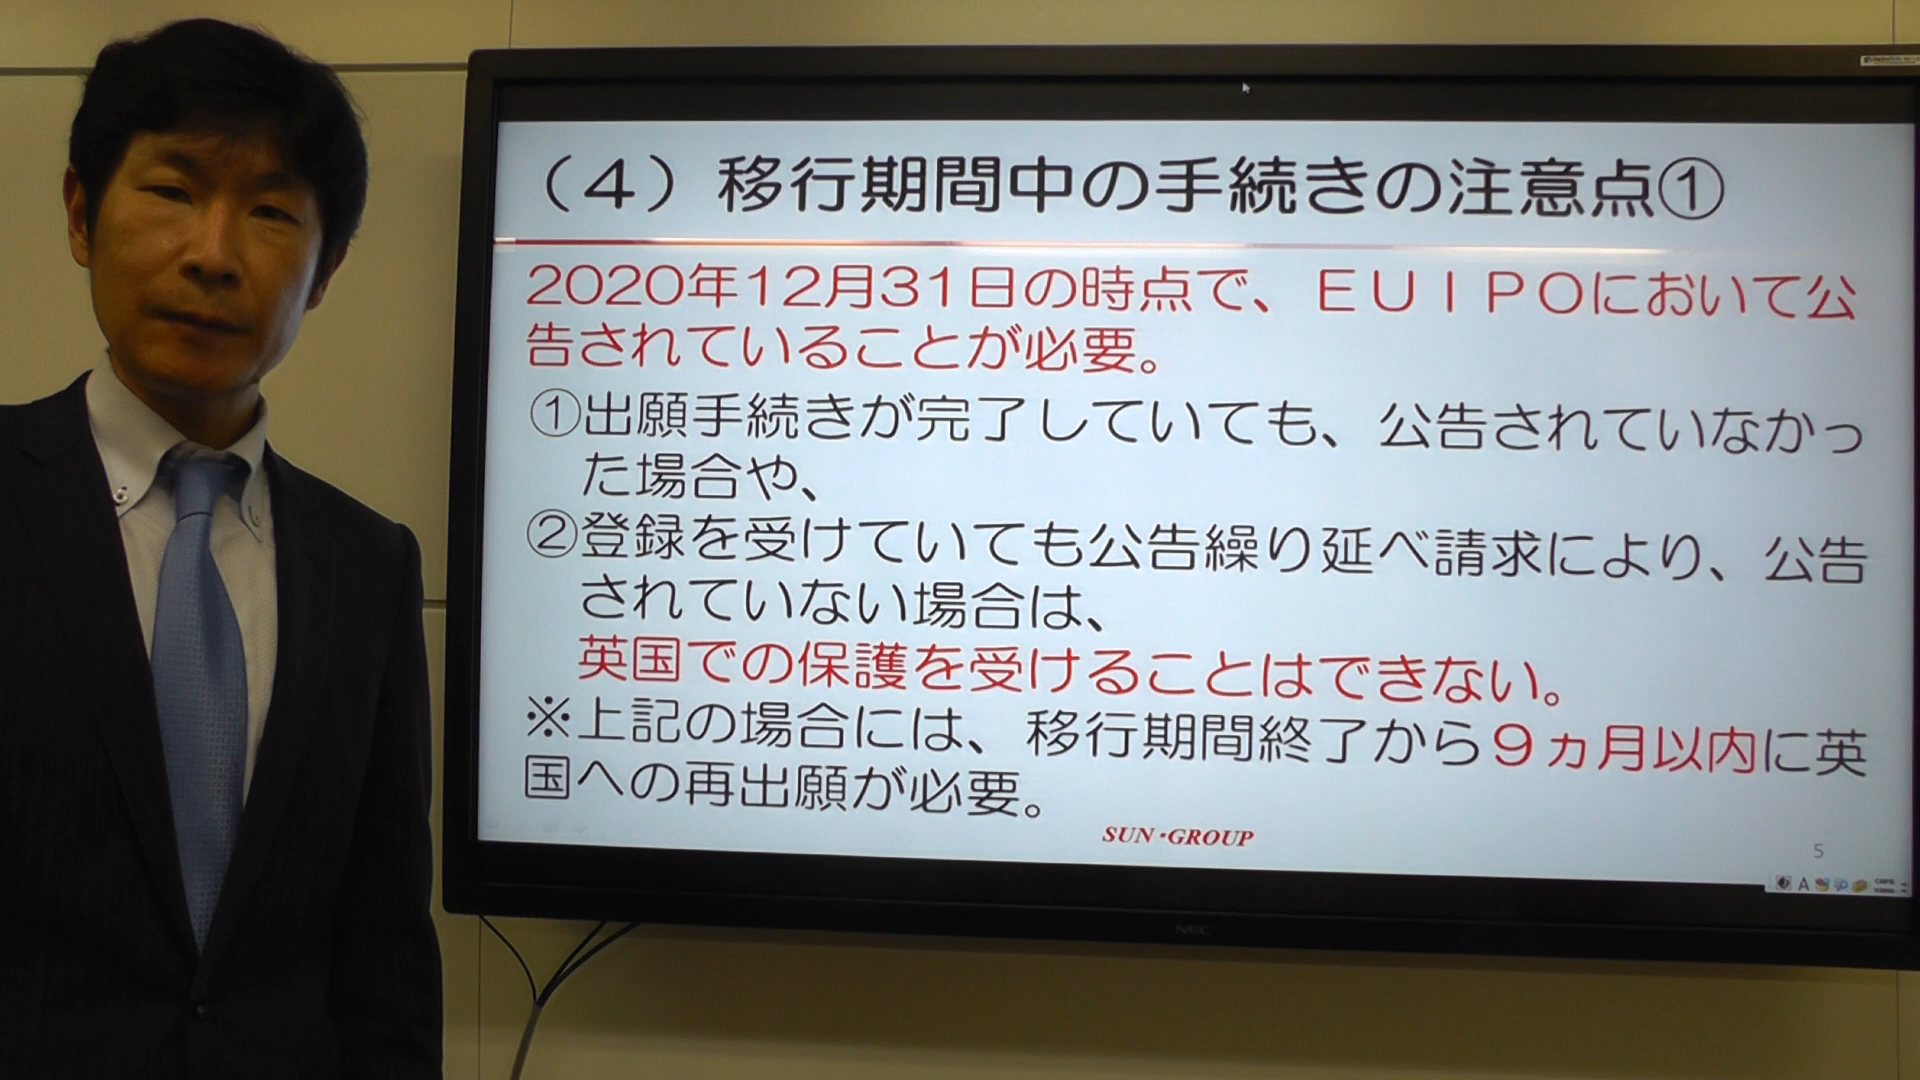 (4)移行期間中の手続きの注意点①
2020年12月31日の時点で、EUIPOにおいて公
告されていることが必要。
①出願手続きが完了していても、公告されていなかっ
た場合や、
②登録を受けていても公告繰り延べ請求により、公告
されていない場合は、
英国での保護を受けることはできない。
※上記の場合には、移行期間終了から9ヵ月以内に英
国への再出願が必要。
SUN・GROUP
5
A
NEC